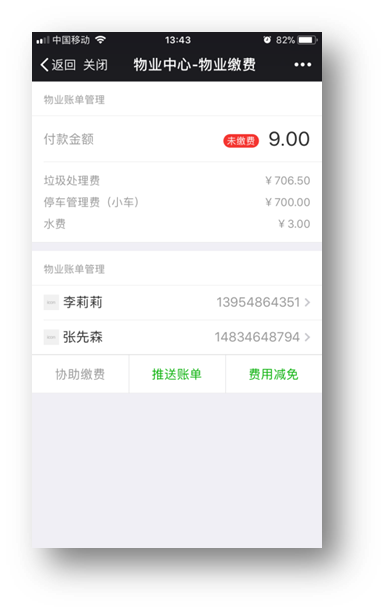 中国移动 13:43 82%
返回 关闭 物业中心-物业缴费
物业账单管理
付款金额 未缴费 9.00
垃圾处理费 ¥706.50
停车管理费（小车） ¥700.00
水费 ¥3.00
物业账单管理
李莉莉 13954864351
张先森 14834648794
协助缴费 推送账单 费用减免